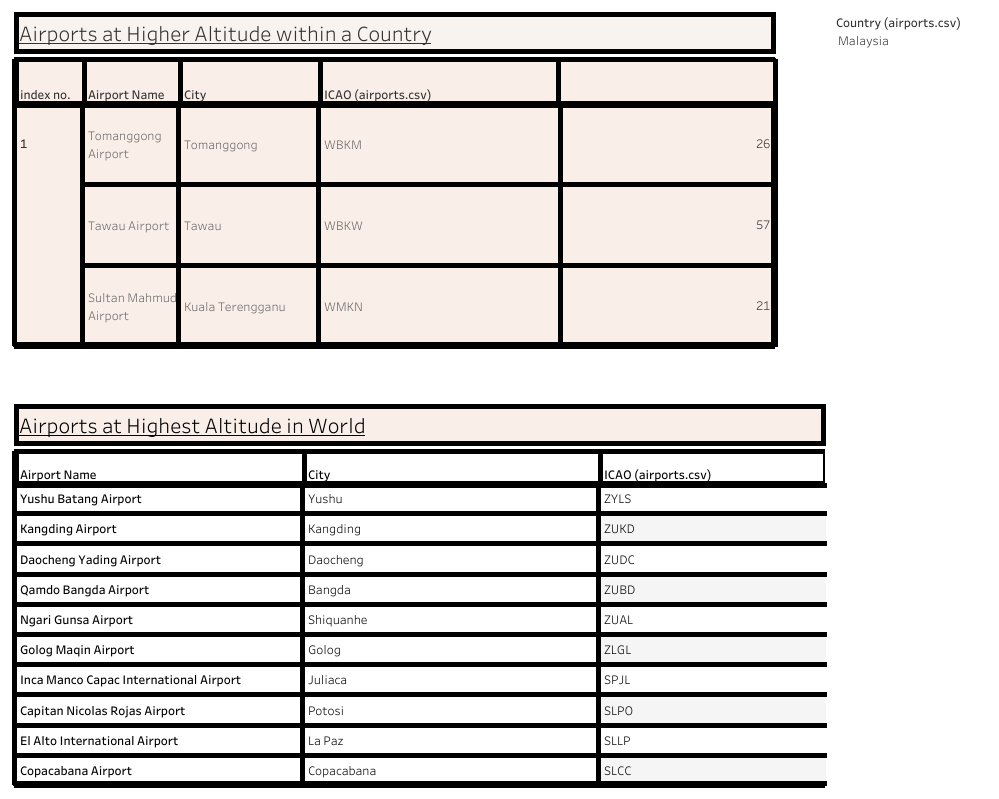 Airports at Higher Altitude within a Country
Country (airports.csv)
Malaysia
index no. Airport Name City ICAO (airports.csv)
1 Tomanggong Airport Tomanggong WBKM 26
Tawau Airport Tawau WBKW 57
Sultan Mahmud Airport Kuala Terengganu WMKN 21
Airports at Highest Altitude in World
Airport Name City ICAO (airports.csv)
Yushu Batang Airport Yushu ZYLS
Kangding Airport Kangding ZUKD
Daocheng Yading Airport Daocheng ZUDC
Qamdo Bangda Airport Bangda ZUBD
Ngari Gunsa Airport Shiquanhe ZUAL
Golog Maqin Airport Golog ZLGL
Inca Manco Capac International Airport Juliaca SPJL
Capitan Nicolas Rojas Airport Potosi SLPO
El Alto International Airport La Paz SLLP
Copacabana Airport Copacabana SLCC